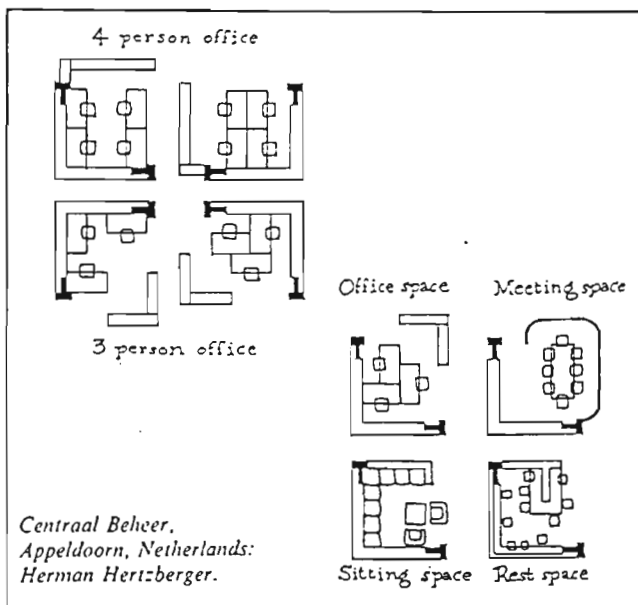 4 person office
3 person office
Office space
Meeting space
Sitting space
Rest space
Centraal Beheer,
Appeldoorn, Netherlands:
Herman Hertzberger.